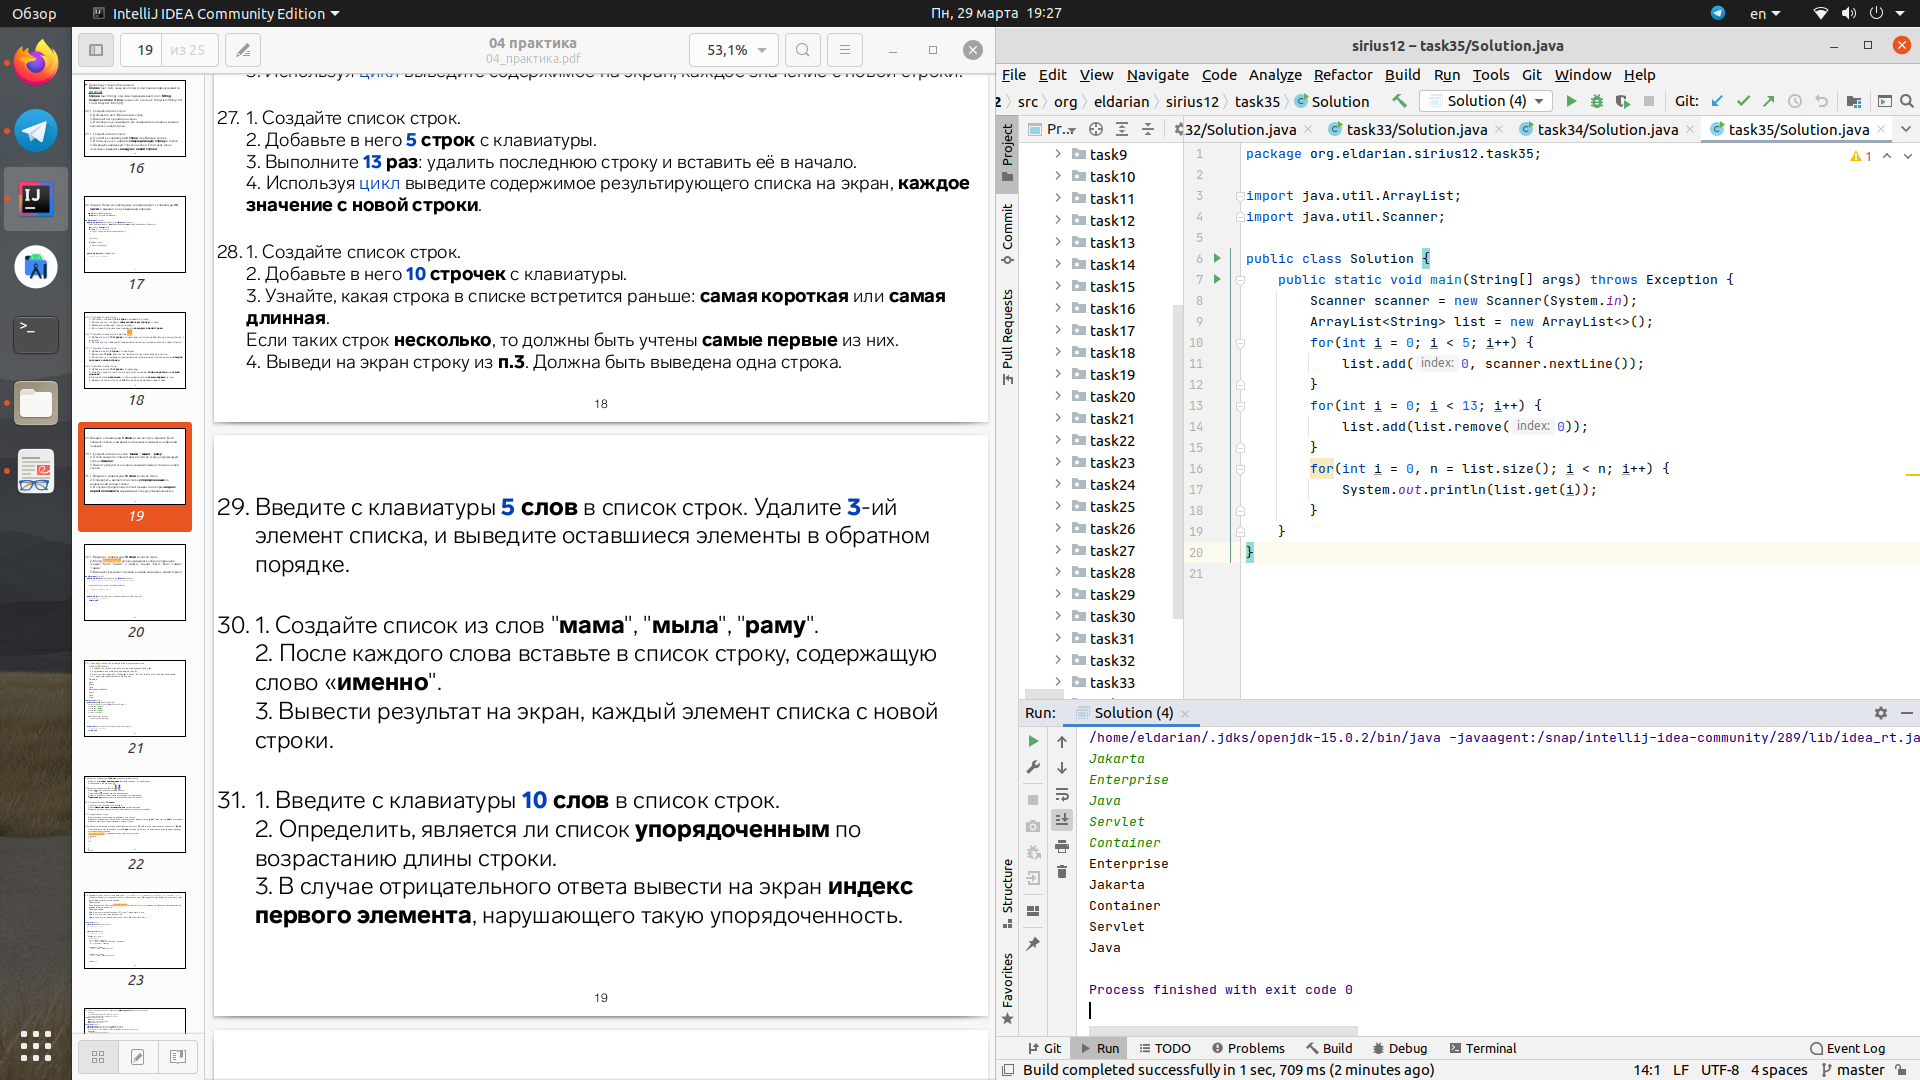 Обзор
IntelliJ IDEA Community Edition
Пн, 29 марта 19:27
en
19
из 25
04 практика
04_практика.pdf
53,1%
16
17
18
19
20
21
22
23
3. Используя цикл выведите содержимое на экран, каждое значение с новой строки.
27. 1. Создайте список строк.
2. Добавьте в него 5 строк с клавиатуры.
3. Выполните 13 раз: удалить последнюю строку и вставить её в начало.
4. Используя цикл выведите содержимое результирующего списка на экран, каждое
значение с новой строки.
28. 1. Создайте список строк.
2. Добавьте в него 10 строчек с клавиатуры.
3. Узнайте, какая строка в списке встретится раньше: самая короткая или самая
длинная.
Если таких строк несколько, то должны быть учтены самые первые из них.
4. Выведи на экран строку из п.3. Должна быть выведена одна строка.
18
29. Введите с клавиатуры 5 слов в список строк. Удалите 3-ий
элемент списка, и выведите оставшиеся элементы в обратном
порядке.
30. 1. Создайте список из слов "мама", "мыла", "раму".
2. После каждого слова вставьте в список строку, содержащую
слово «именно".
3. Вывести результат на экран, каждый элемент списка с новой
строки.
31. 1. Введите с клавиатуры 10 слов в список строк.
2. Определить, является ли список упорядоченным по
возрастанию длины строки.
3. В случае отрицательного ответа вывести на экран индекс
первого элемента, нарушающего такую упорядоченность.
19
sirius12 – task35/Solution.java
File Edit View Navigate Code Analyze Refactor Build Run Tools Git Window Help
2 src org eldarian sirius12 task35 Solution
Solution (4)
Git:
Pr...
32/Solution.java
task33/Solution.java
task34/Solution.java
task35/Solution.java
Project
Commit
Pull Requests
Structure
Favorites
task9
task10
task11
task12
task13
task14
task15
task16
task17
task18
task19
task20
task21
task22
task23
task24
task25
task26
task27
task28
task29
task30
task31
task32
task33
1
1 package org.eldarian.sirius12.task35;
2
3 import java.util.ArrayList;
4 import java.util.Scanner;
5
6 public class Solution {
7 public static void main(String[] args) throws Exception {
8 Scanner scanner = new Scanner(System.in);
9 ArrayList<String> list = new ArrayList<>();
10 for(int i = 0; i < 5; i++) {
11 list.add( index: 0, scanner.nextLine());
12 }
13 for(int i = 0; i < 13; i++) {
14 list.add(list.remove( index: 0));
15 }
16 for(int i = 0, n = list.size(); i < n; i++) {
17 System.out.println(list.get(i));
18 }
19 }
20 }
21
Run: Solution (4)
/home/eldarian/.jdks/openjdk-15.0.2/bin/java -javaagent:/snap/intellij-idea-community/289/lib/idea_rt.ja
Jakarta
Enterprise
Java
Servlet
Container
Enterprise
Jakarta
Container
Servlet
Java
Process finished with exit code 0
Git Run TODO Problems Build Debug Terminal Event Log
Build completed successfully in 1 sec, 709 ms (2 minutes ago)
14:1 LF UTF-8 4 spaces master